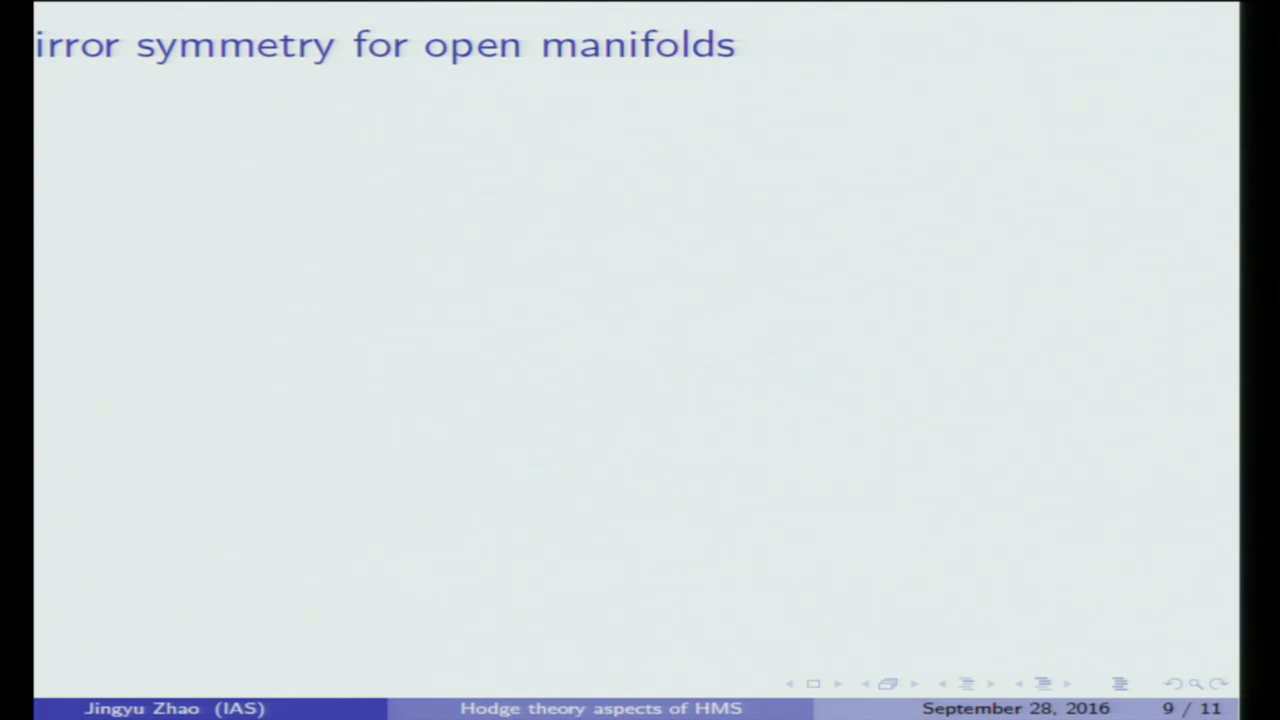 irror symmetry for open manifolds
Jingyu Zhao (IAS)
Hodge theory aspects of HMS
September 28, 2016
9 / 11